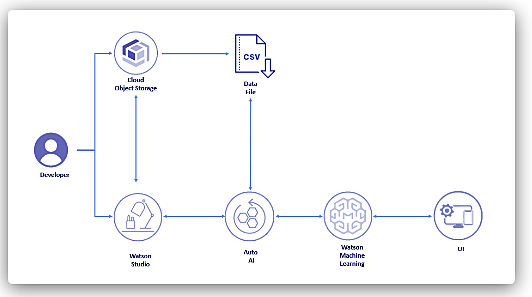 CSV
Cloud
Object Storage
Data
File
Developer
Watson
Studio
Auto
AI
Watson
Machine
Learning
UI